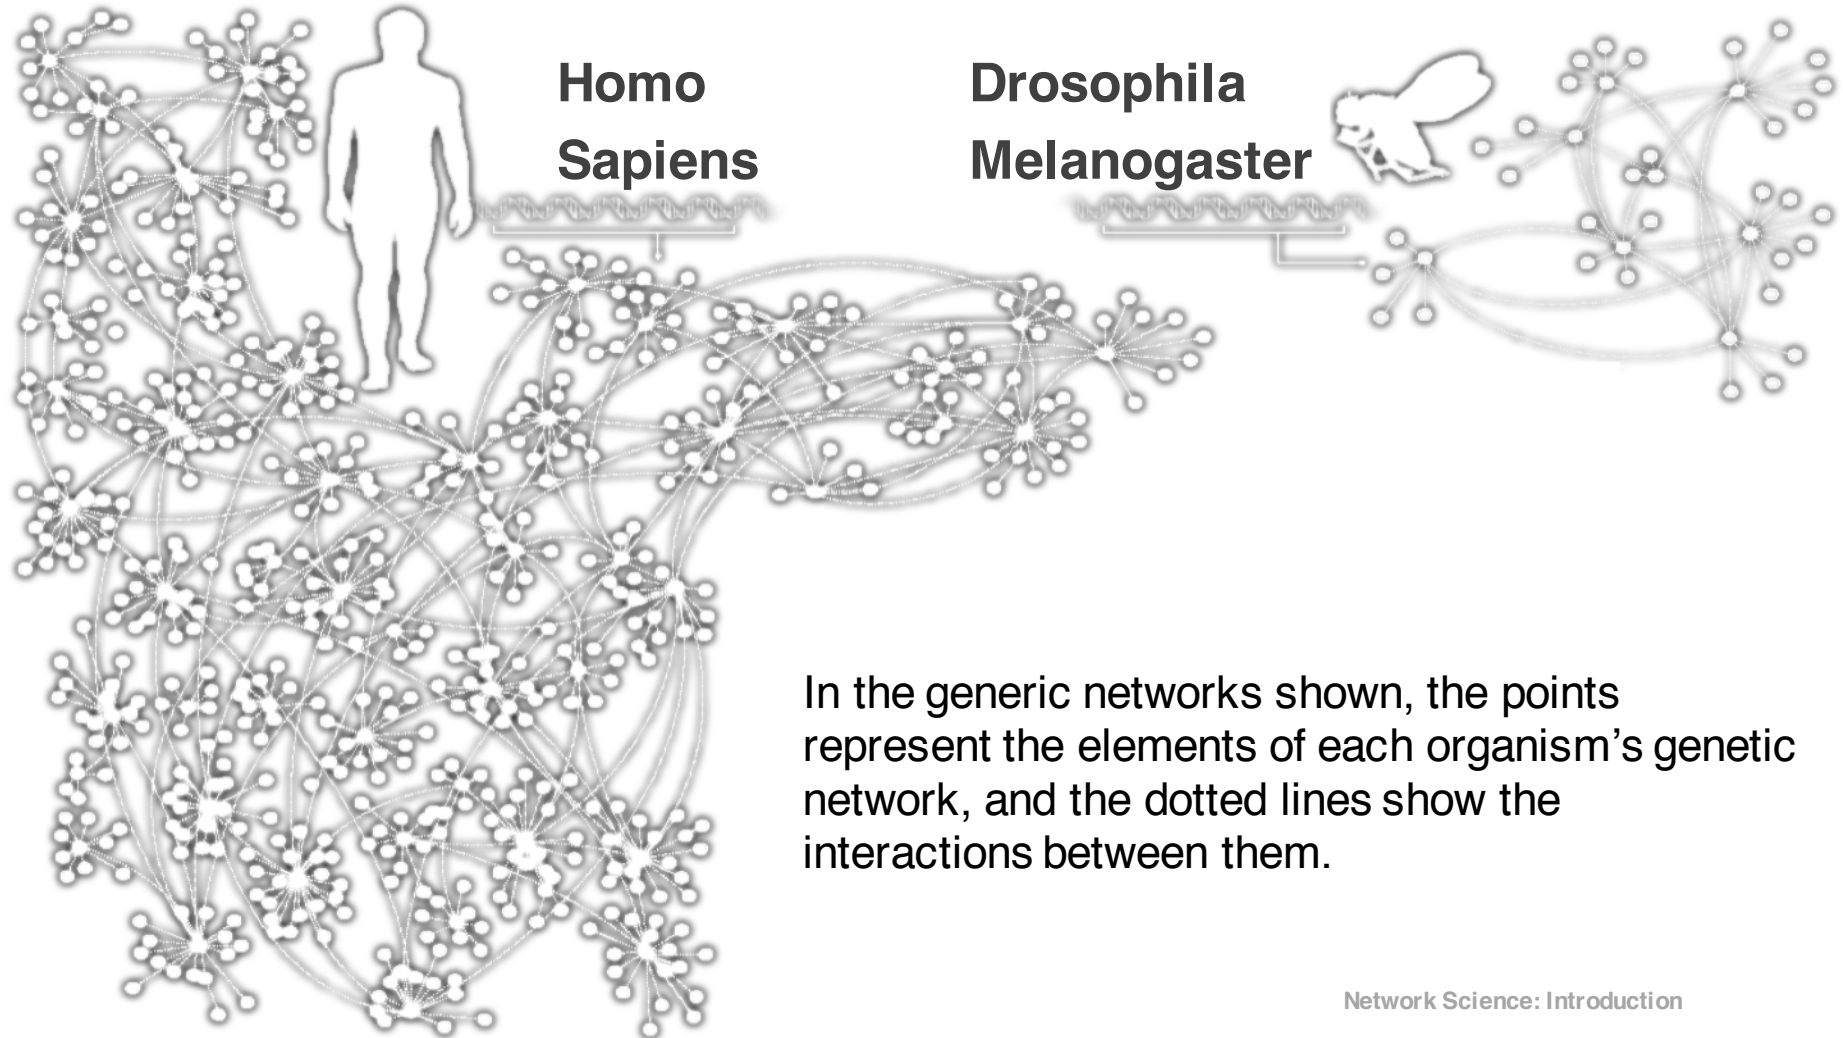 Homo
Sapiens
Drosophila
Melanogaster
In the generic networks shown, the points
represent the elements of each organism’s genetic
network, and the dotted lines show the
interactions between them.
Network Science: Introduction